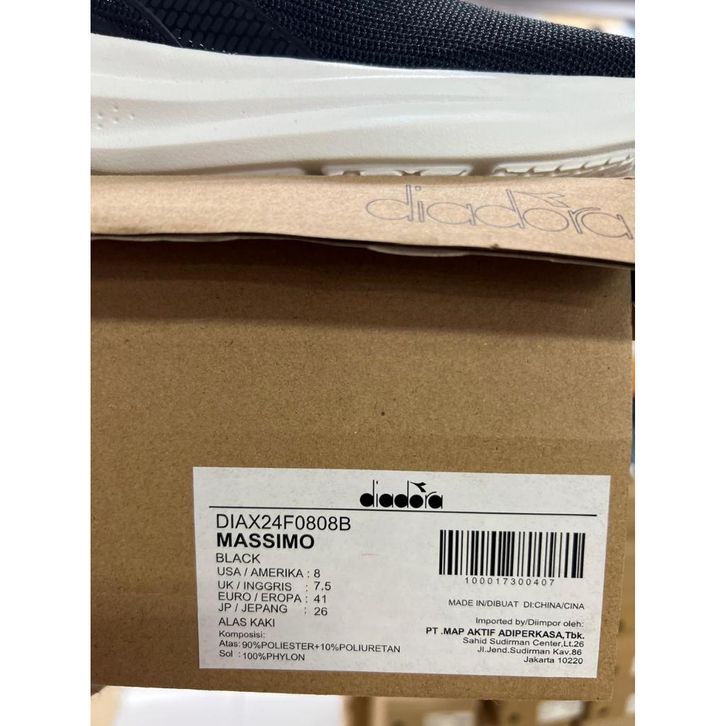 diadora
diadora
DIAX24F0808B
MASSIMO
BLACK
USA / AMERIKA : 8
UK / INGGRIS : 7.5
EURO / EROPA : 41
JP / JEPANG : 26
ALAS KAKI
Komposisi:
Atas: 90%POLIESTER+10%POLIURETAN
Sol : 100%PHYLON
100017300407
MADE IN/DIBUAT DI:CHINA/CINA
Imported by/Diimpor oleh:
PT .MAP AKTIF ADIPERKASA,Tbk.
Sahid Sudirman Center,Lt.26
Jl.Jend.Sudirman Kav.86
Jakarta 10220